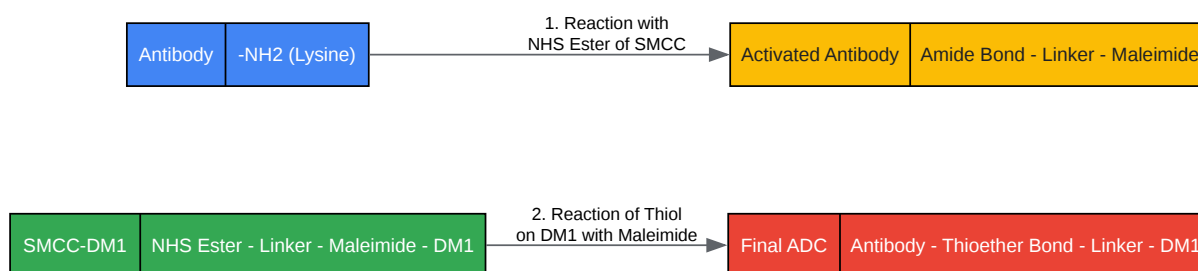 1. Reaction with
NHS Ester of SMCC
Antibody -NH2 (Lysine) Activated Antibody Amide Bond - Linker - Maleimide
2. Reaction of Thiol
on DM1 with Maleimide
SMCC-DM1 NHS Ester - Linker - Maleimide - DM1 Final ADC Antibody - Thioether Bond - Linker - DM1